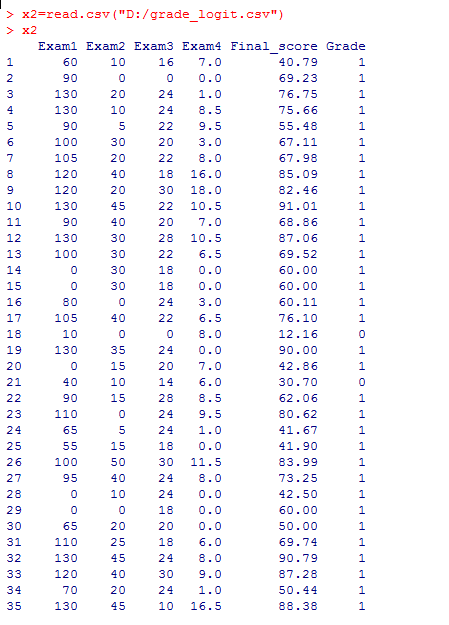 > x2=read.csv("D:/grade_logit.csv")
> x2
Exam1 Exam2 Exam3 Exam4 Final_score Grade
1 60 10 16 7.0 40.79 1
2 90 0 0 0.0 69.23 1
3 130 20 24 1.0 76.75 1
4 130 10 24 8.5 75.66 1
5 90 5 22 9.5 55.48 1
6 100 30 20 3.0 67.11 1
7 105 20 22 8.0 67.98 1
8 120 40 18 16.0 85.09 1
9 120 20 30 18.0 82.46 1
10 130 45 22 10.5 91.01 1
11 90 40 20 7.0 68.86 1
12 130 30 28 10.5 87.06 1
13 100 30 22 6.5 69.52 1
14 0 30 18 0.0 60.00 1
15 0 30 18 0.0 60.00 1
16 80 0 24 3.0 60.11 1
17 105 40 22 6.5 76.10 1
18 10 0 0 8.0 12.16 0
19 130 35 24 0.0 90.00 1
20 0 15 20 7.0 42.86 1
21 40 10 14 6.0 30.70 0
22 90 15 28 8.5 62.06 1
23 110 0 24 9.5 80.62 1
24 65 5 24 1.0 41.67 1
25 55 15 18 0.0 41.90 1
26 100 50 30 11.5 83.99 1
27 95 40 24 8.0 73.25 1
28 0 10 24 0.0 42.50 1
29 0 0 18 0.0 60.00 1
30 65 20 20 0.0 50.00 1
31 110 25 18 6.0 69.74 1
32 130 45 24 8.0 90.79 1
33 120 40 30 9.0 87.28 1
34 70 20 24 1.0 50.44 1
35 130 45 10 16.5 88.38 1